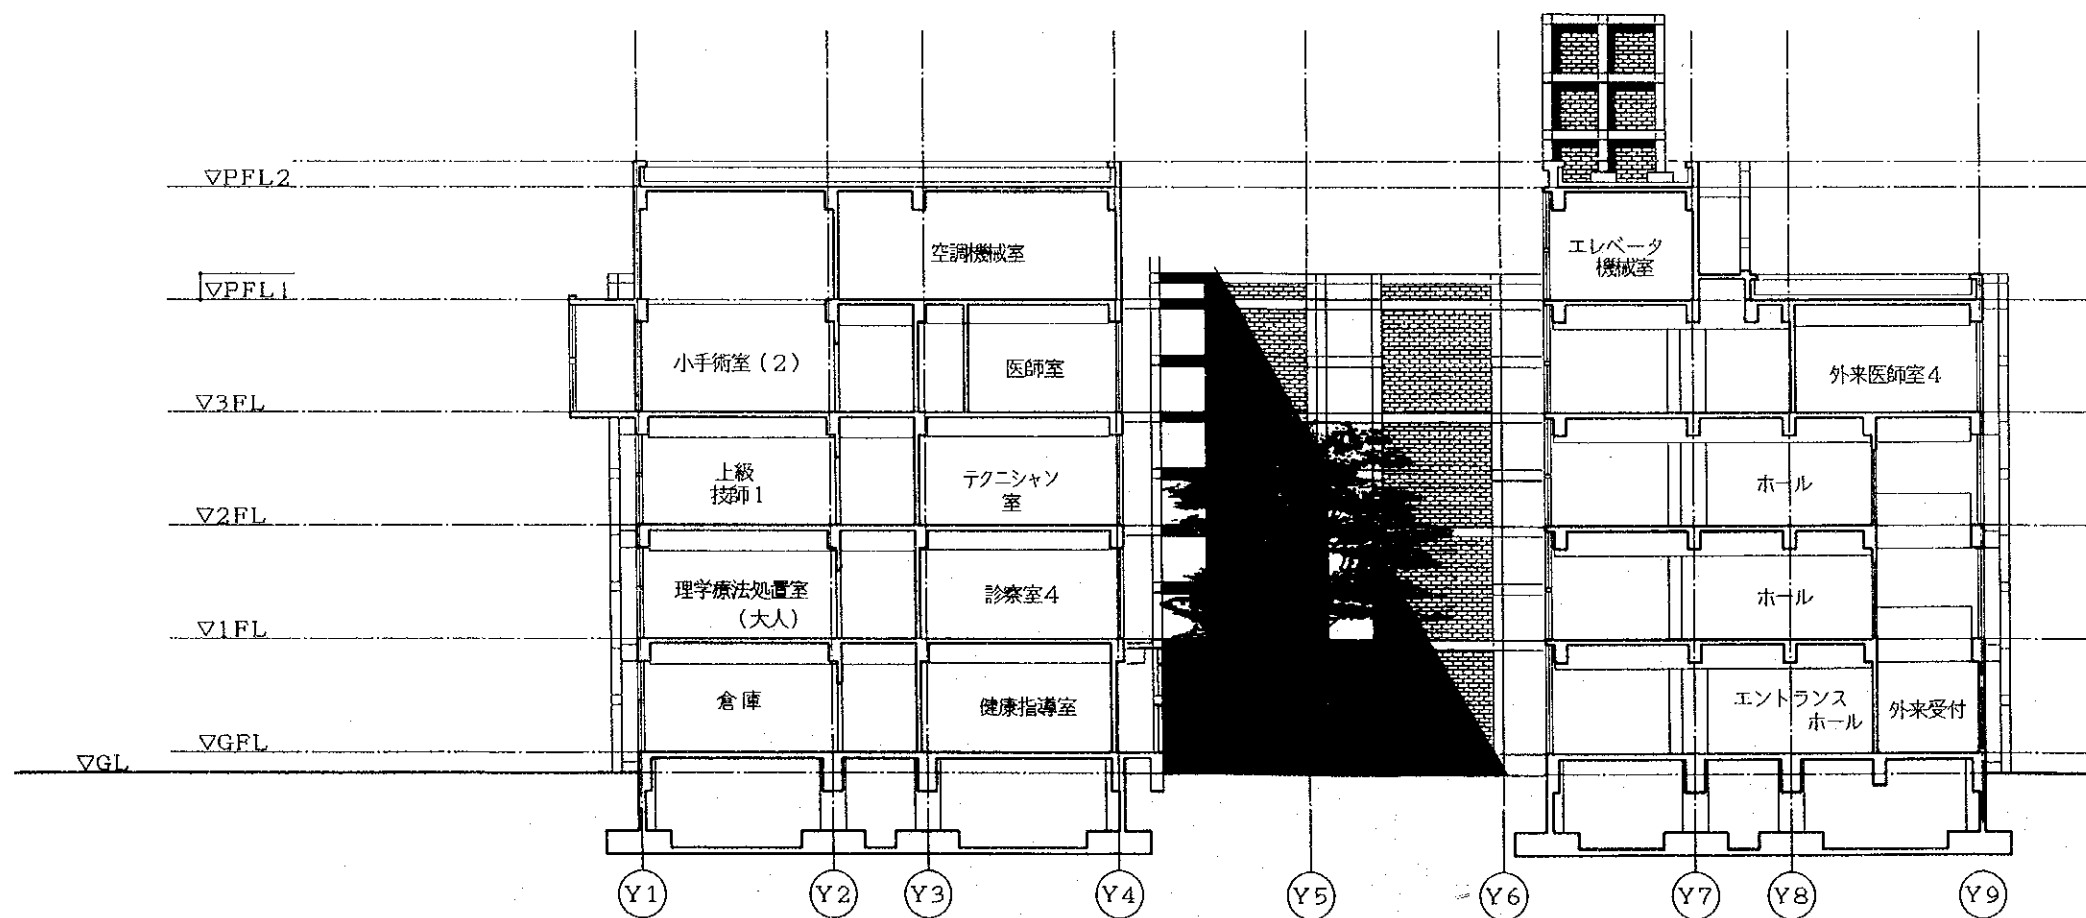 ▽PFL2
空調機械室
エレベータ
機械室
▽PFL1
小手術室（2）
医師室
外来医師室4
▽3FL
上級
技師1
テクニシャン
室
ホール
▽2FL
理学療法処置室
（大人）
診察室4
ホール
▽1FL
倉庫
健康指導室
エントランス
ホール
外来受付
▽GFL
▽GL
Y1
Y2
Y3
Y4
Y5
Y6
Y7
Y8
Y9